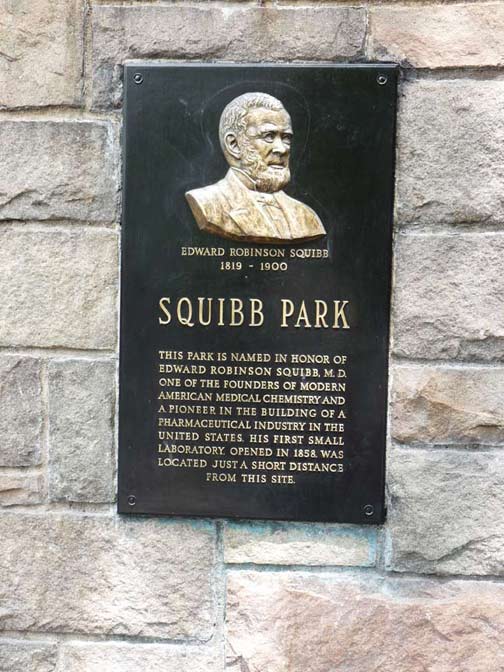 EDWARD ROBINSON SQUIBB
1819 - 1900
SQUIBB PARK
THIS PARK IS NAMED IN HONOR OF
EDWARD ROBINSON SQUIBB, M.D.
ONE OF THE FOUNDERS OF MODERN
AMERICAN MEDICAL CHEMISTRY AND
A PIONEER IN THE BUILDING OF A
PHARMACEUTICAL INDUSTRY IN THE
UNITED STATES. HIS FIRST SMALL
LABORATORY, OPENED IN 1858, WAS
LOCATED JUST A SHORT DISTANCE
FROM THIS SITE.